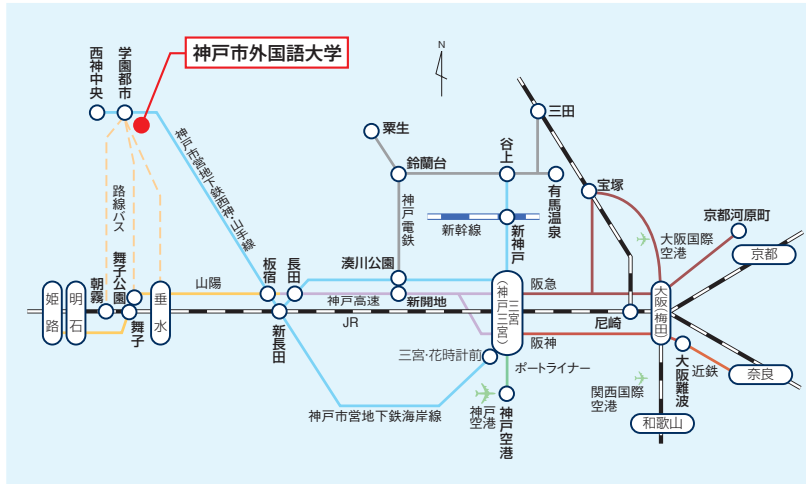 神戸市外国語大学
N
西神中央
学園都市
神戸市営地下鉄西神・山手線
路線バス
粟生
鈴蘭台
谷上
三田
有馬温泉
宝塚
神戸電鉄
新幹線
新神戸
大阪国際
空港
京都河原町
京都
姫路
明石
朝霧
舞子公園
舞子
垂水
山陽
板宿
長田
湊川公園
新開地
神戸高速
JR
新長田
三宮
(神戸三宮)
阪急
阪神
尼崎
大阪(梅田)
大阪難波
近鉄
奈良
和歌山
関西国際
空港
三宮・花時計前
ポートライナー
神戸空港
神戸空港
神戸市営地下鉄海岸線